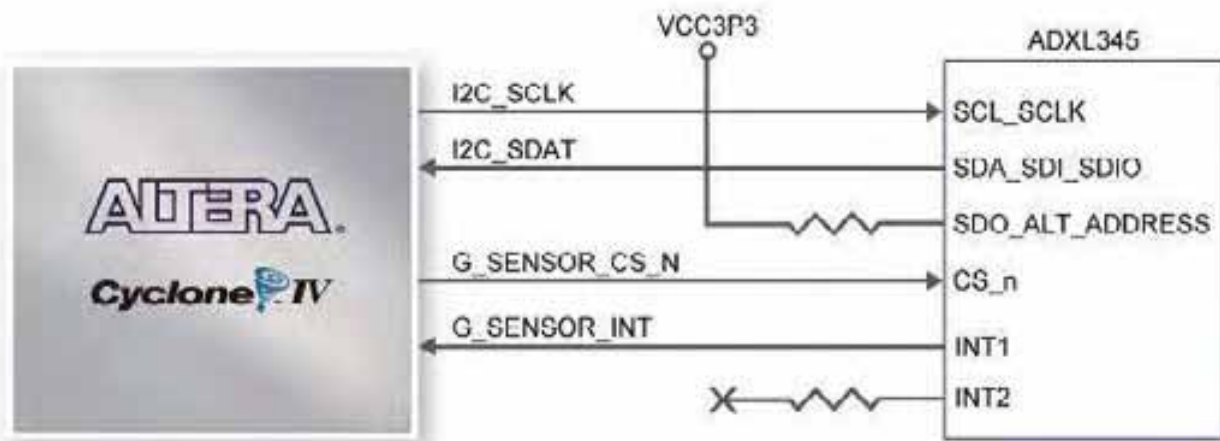 VCC3P3
ADXL345
I2C_SCLK
SCL_SCLK
I2C_SDAT
SDA_SDI_SDIO
ALTERA®
SDO_ALT_ADDRESS
G_SENSOR_CS_N
CS_n
Cyclone IV
G_SENSOR_INT
INT1
INT2